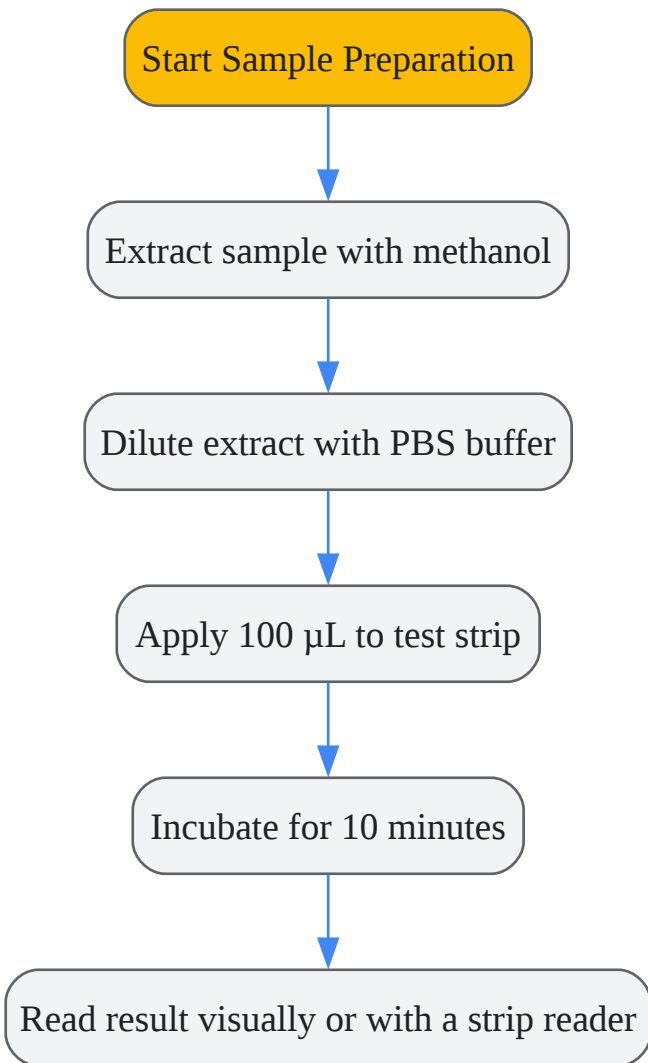 Start Sample Preparation
Extract sample with methanol
Dilute extract with PBS buffer
Apply 100 µL to test strip
Incubate for 10 minutes
Read result visually or with a strip reader